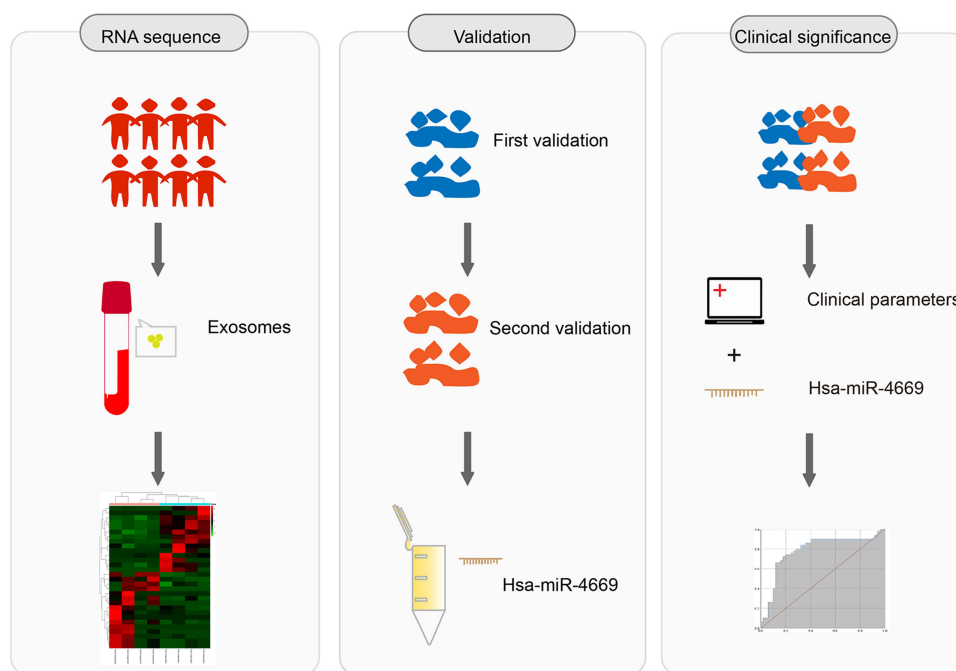 RNA sequence
Exosomes
Validation
First validation
Second validation
Hsa-miR-4669
Clinical significance
Clinical parameters
+
Hsa-miR-4669